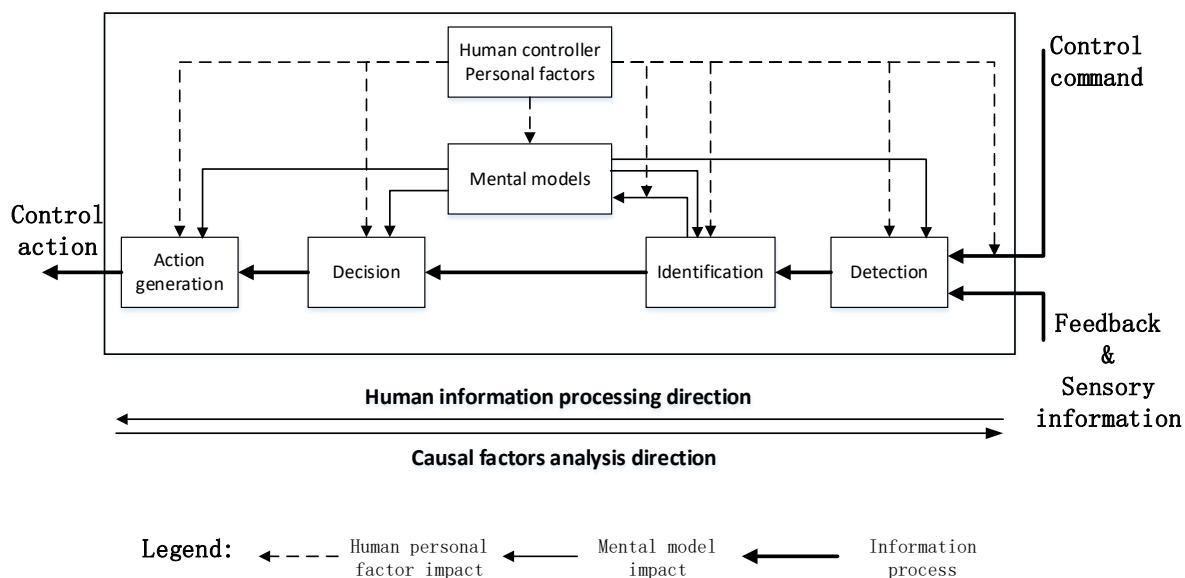 Human controller
Personal factors
Control
command
Mental models
Control
action
Action
generation
Decision
Identification
Detection
Feedback
&
Sensory
information
Human information processing direction
Causal factors analysis direction
Legend:
Human personal
factor impact
Mental model
impact
Information
process